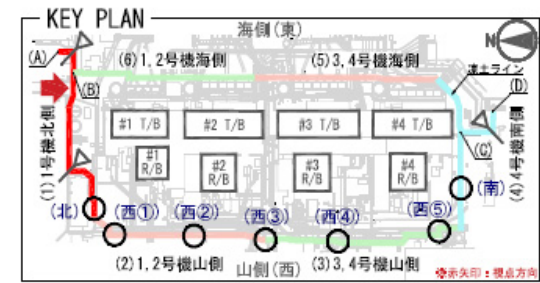 KEY PLAN
海側(東)
N
(A)
(6)1,2号機海側
(5)3,4号機海側
凍土ライン
(B)
(D)
#1 T/B
#2 T/B
#3 T/B
#4 T/B
(1)1号機北側
(C)
(4)4号機南側
#1
R/B
#2
R/B
#3
R/B
#4
R/B
(北)
(西①)
(西②)
(西③)
(西④)
(西⑤)
(南)
(2)1,2号機山側
山側(西)
(3)3,4号機山側
※赤矢印:視点方向